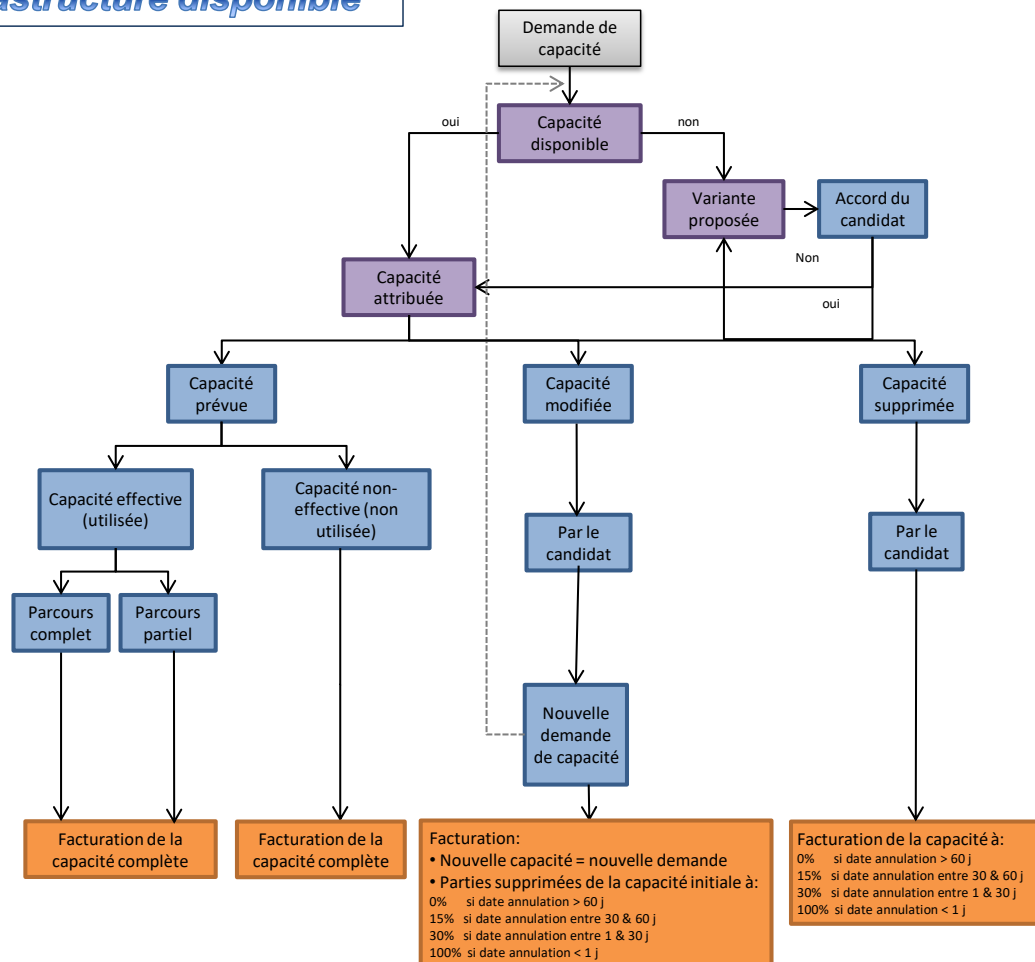 disponible
Demande de
capacité
oui
Capacité
disponible
non
Variante
proposée
Accord du
candidat
Non
Capacité
attribuée
oui
Capacité
prévue
Capacité
modifiée
Capacité
supprimée
Capacité effective
(utilisée)
Capacité non-
effective (non
utilisée)
Par le
candidat
Par le
candidat
Parcours
complet
Parcours
partiel
Nouvelle
demande
de capacité
Facturation de la
capacité complète
Facturation de la
capacité complète
Facturation:
• Nouvelle capacité = nouvelle demande
• Parties supprimées de la capacité initiale à:
0% si date annulation > 60 j
15% si date annulation entre 30 & 60 j
30% si date annulation entre 1 & 30 j
100% si date annulation < 1 j
Facturation de la capacité à:
0% si date annulation > 60 j
15% si date annulation entre 30 & 60 j
30% si date annulation entre 1 & 30 j
100% si date annulation < 1 j